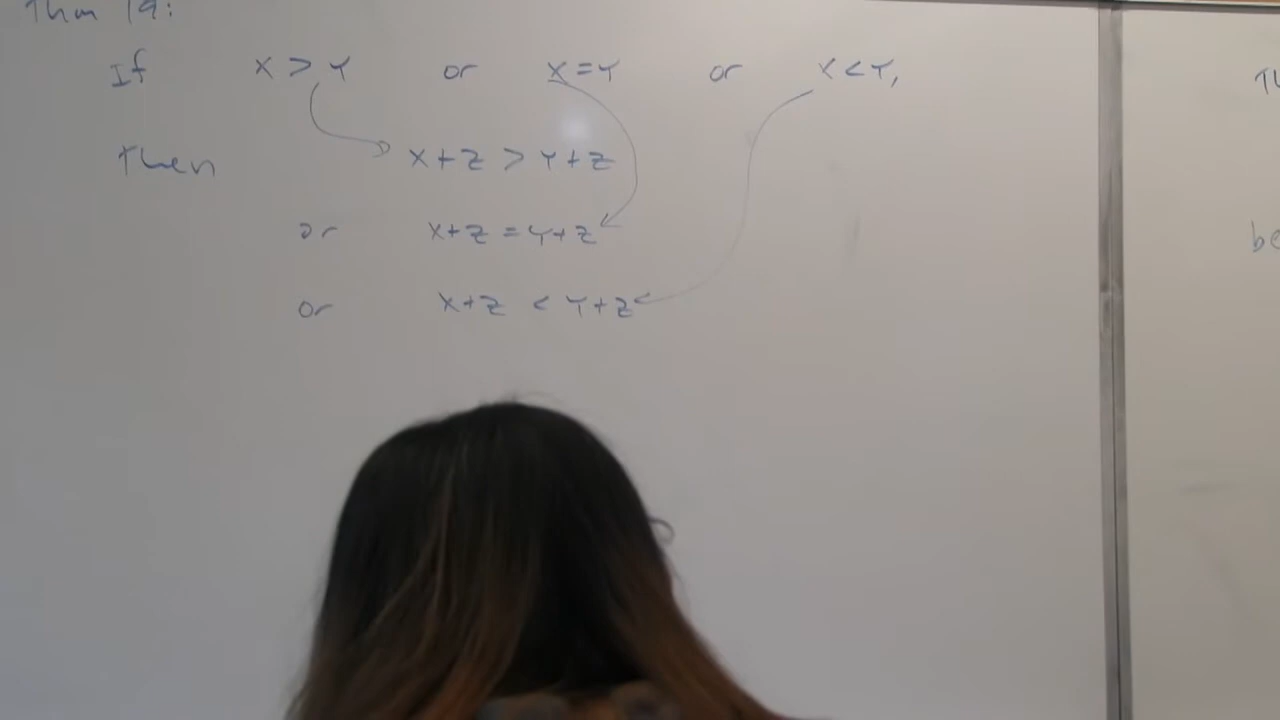 Thm 19:
If X > Y or X = Y or X < Y,
Then X+Z > Y+Z
or X+Z = Y+Z
or X+Z < Y+Z